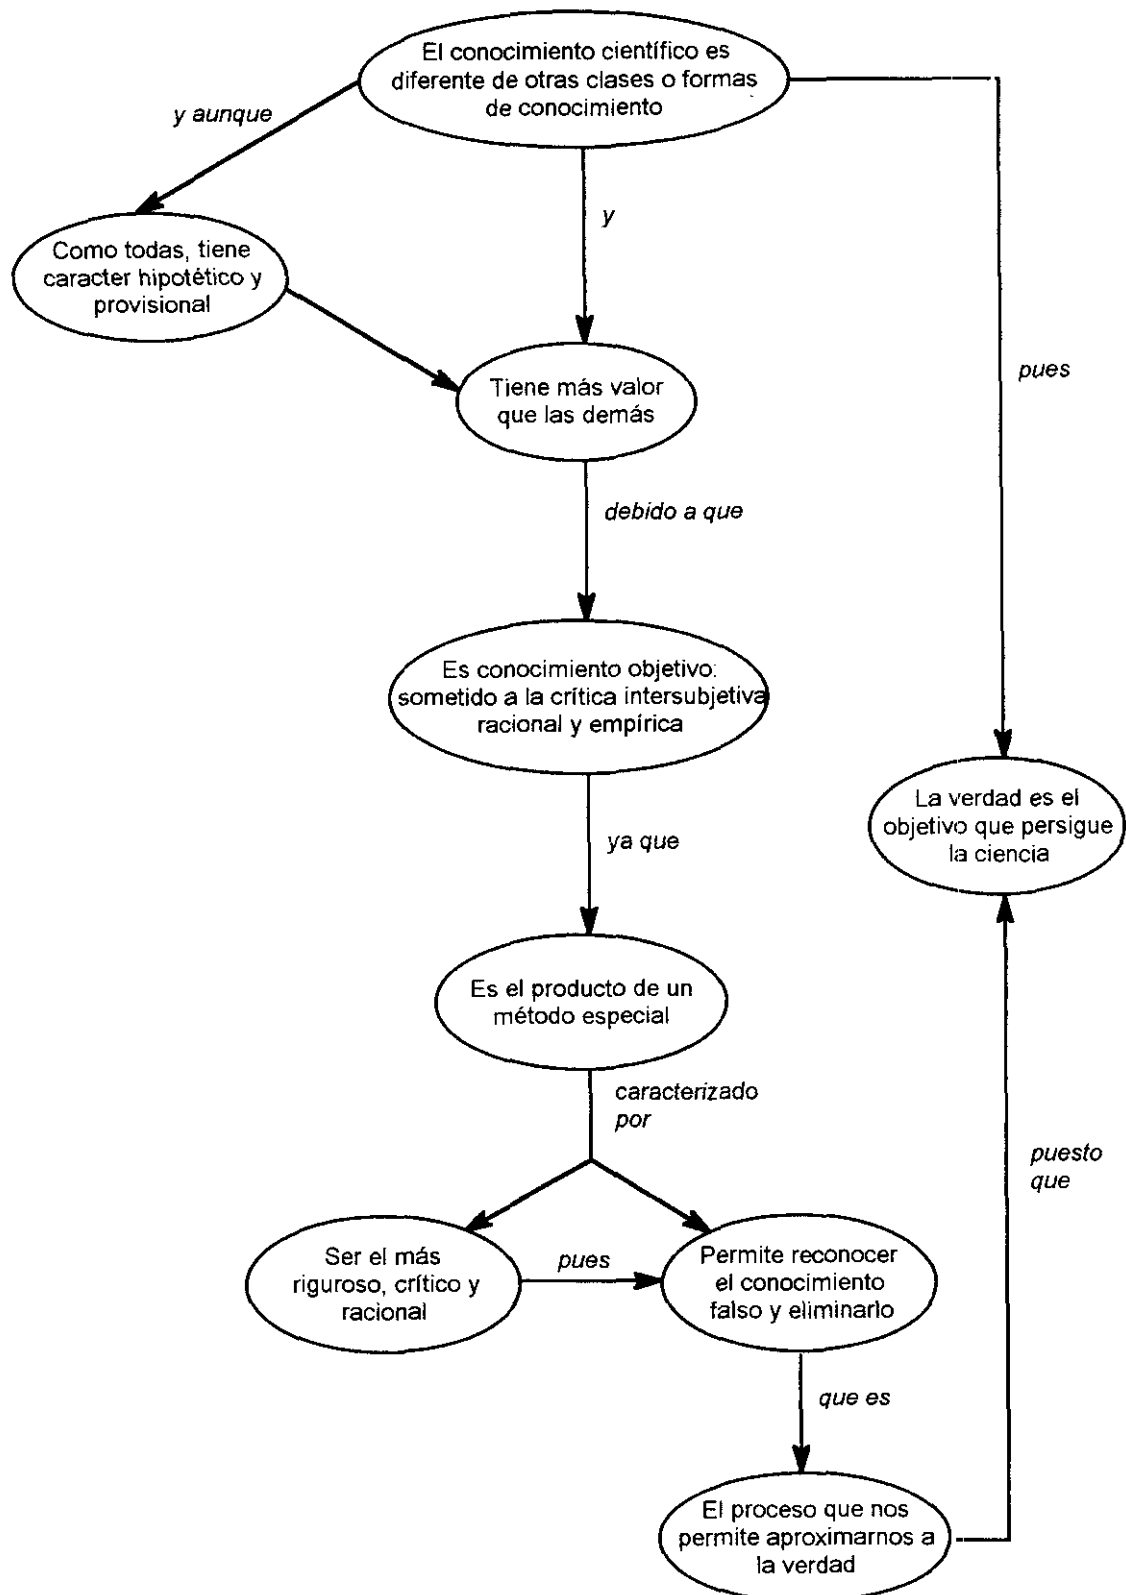 El conocimiento científico es
diferente de otras clases o formas
de conocimiento
y aunque
y
Como todas, tiene
caracter hipotético y
provisional
pues
Tiene más valor
que las demás
debido a que
Es conocimiento objetivo:
sometido a la crítica intersubjetiva
racional y empírica
La verdad es el
objetivo que persigue
la ciencia
ya que
Es el producto de un
método especial
caracterizado
por
puesto
que
Ser el más
riguroso, crítico y
racional
pues
Permite reconocer
el conocimiento
falso y eliminarlo
que es
El proceso que nos
permite aproximarnos a
la verdad